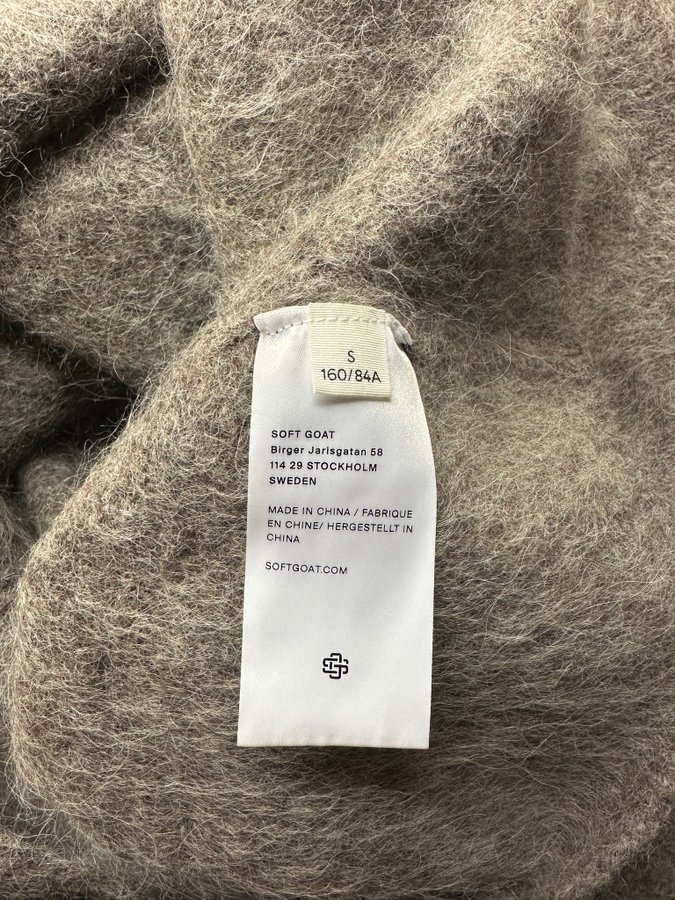 S
160/84A
SOFT GOAT
Birger Jarlsgatan 58
114 29 STOCKHOLM
SWEDEN
MADE IN CHINA / FABRIQUE
EN CHINE/ HERGESTELLT IN
CHINA
SOFTGOAT.COM